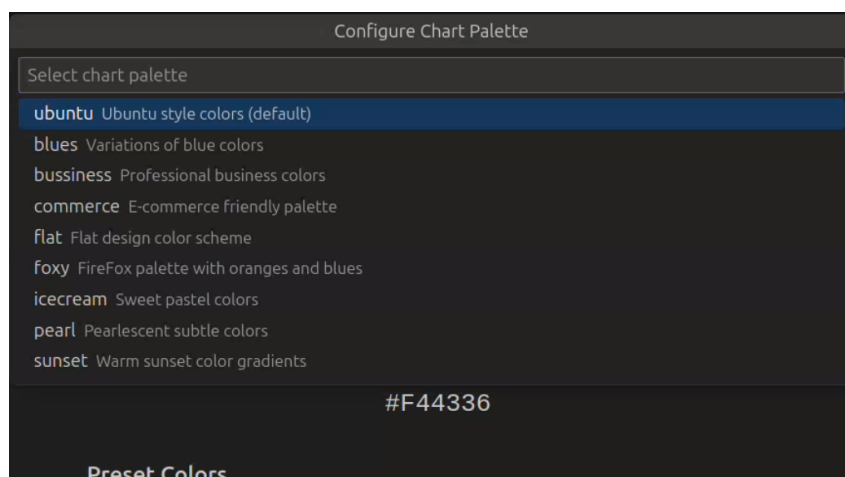 Configure Chart Palette
Select chart palette
ubuntu Ubuntu style colors (default)
blues Variations of blue colors
bussiness Professional business colors
commerce E-commerce friendly palette
flat Flat design color scheme
foxy FireFox palette with oranges and blues
icecream Sweet pastel colors
pearl Pearlescent subtle colors
sunset Warm sunset color gradients
#F44336
Preset Colors